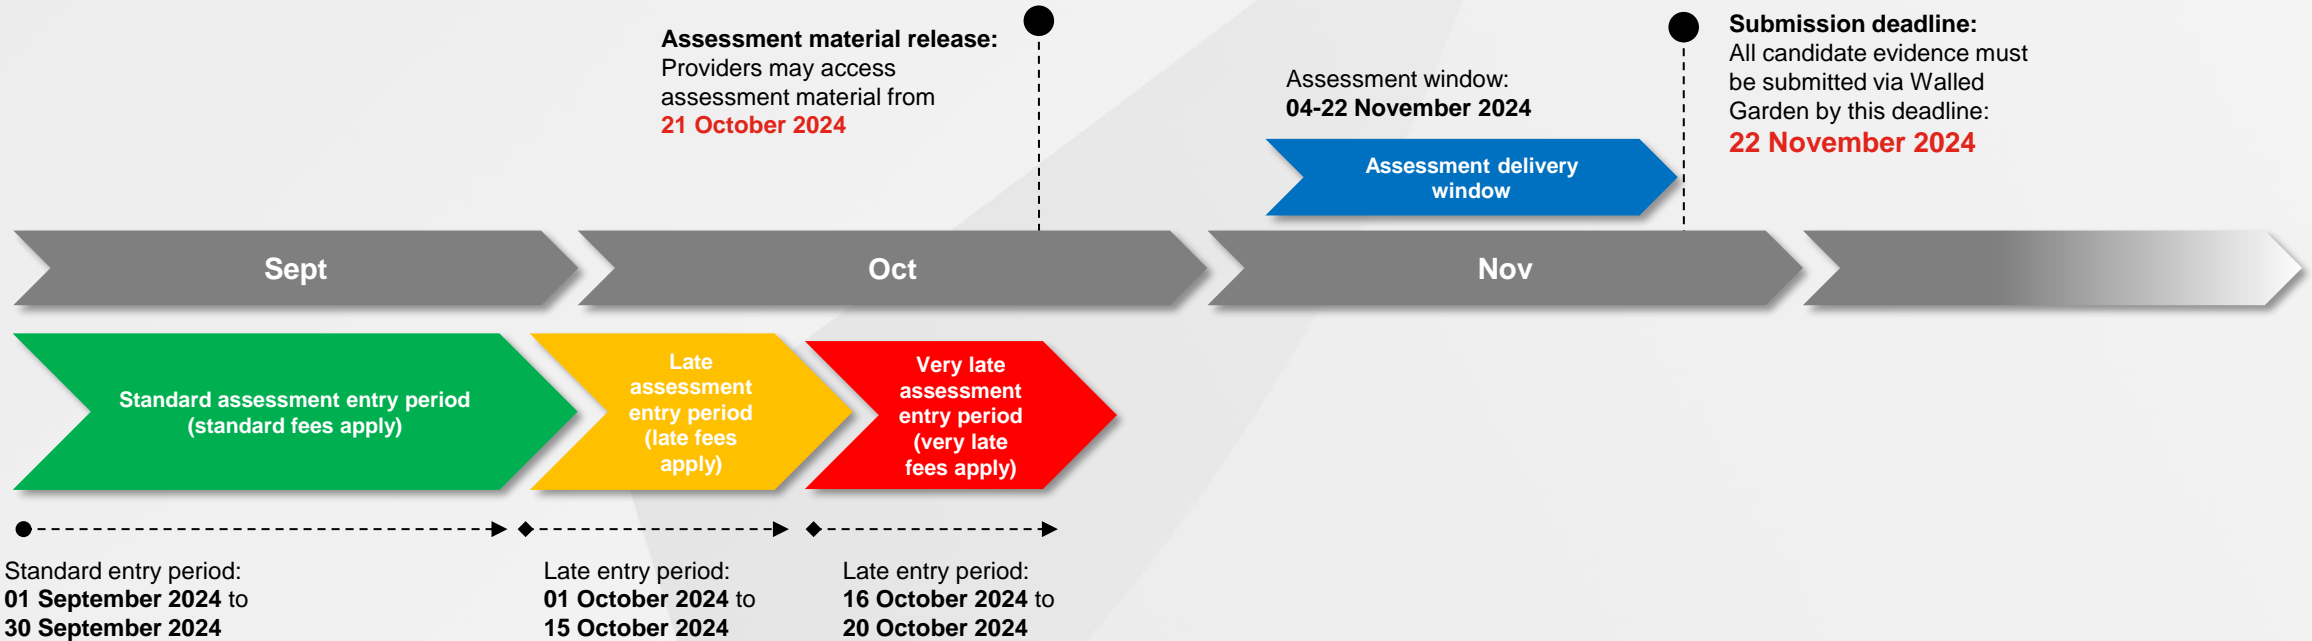 Assessment material release:
Providers may access
assessment material from
21 October 2024
Assessment window:
04-22 November 2024
Submission deadline:
All candidate evidence must
be submitted via Walled
Garden by this deadline:
22 November 2024
Assessment delivery
window
Sept
Oct
Nov
Standard assessment entry period
(standard fees apply)
Late
assessment
entry period
(late fees
apply)
Very late
assessment
entry period
(very late
fees apply)
Standard entry period:
01 September 2024 to
30 September 2024
Late entry period:
01 October 2024 to
15 October 2024
Late entry period:
16 October 2024 to
20 October 2024